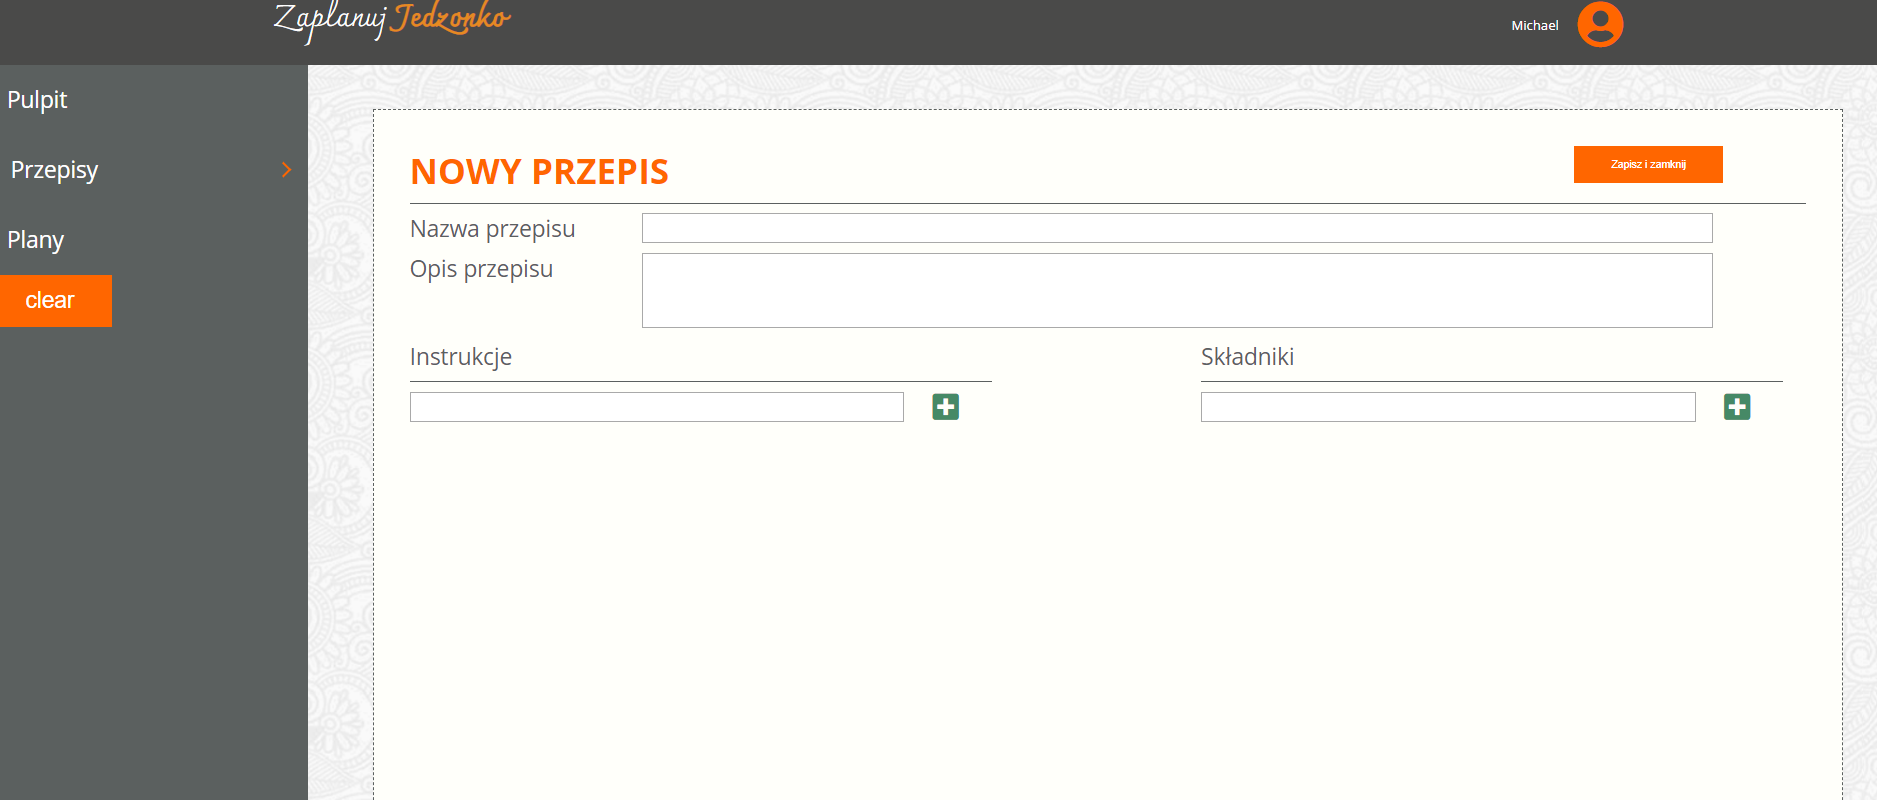 Zaplanuj Jedzonko
Michael
Pulpit
Przepisy
Plany
clear
NOWY PRZEPIS
Zapisz i zamknij
Nazwa przepisu
Opis przepisu
Instrukcje
Składniki